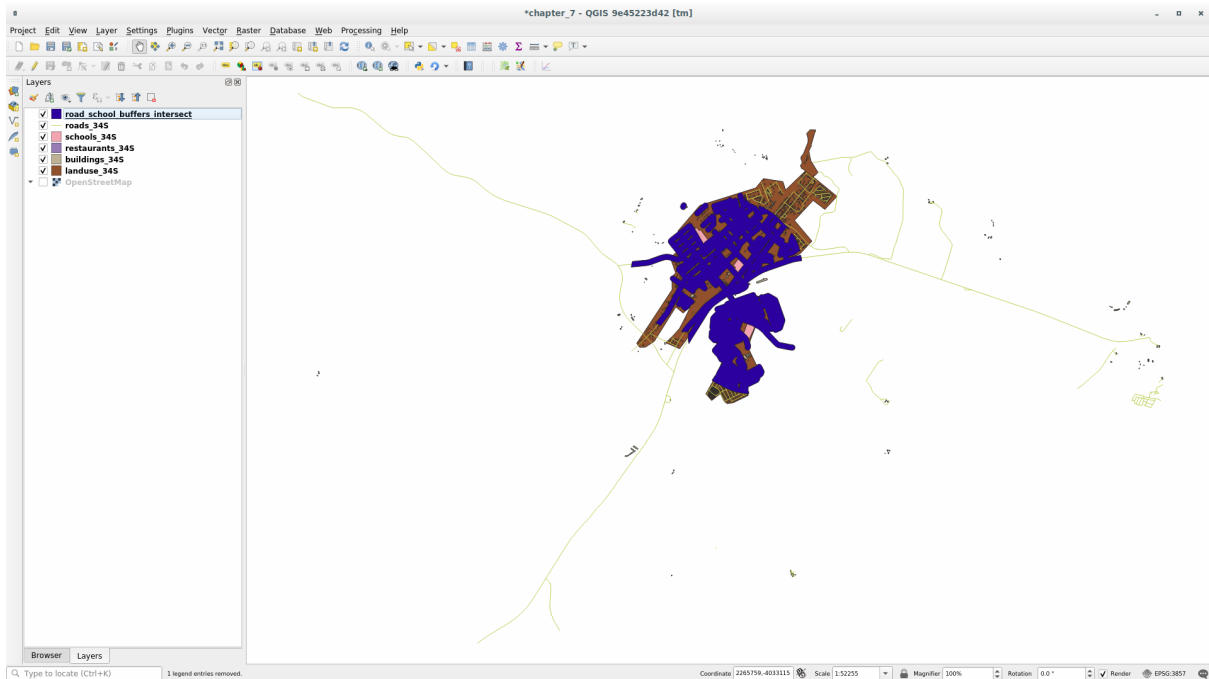 *chapter_7 - QGIS 9e45223d42 [tm]
Project Edit View Layer Settings Plugins Vector Raster Database Web Processing Help
Layers
road_school_buffers_intersect
roads_34S
schools_34S
restaurants_34S
buildings_34S
landuse_34S
OpenStreetMap
Browser Layers
Type to locate (Ctrl+K) 1 legend entries removed. Coordinate 2265759,-4033115 Scale 1:52255 Magnifier 100% Rotation 0.0 ° Render EPSG:3857